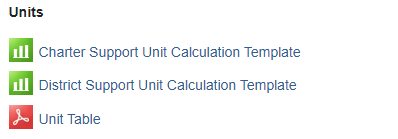 Units
Charter Support Unit Calculation Template
District Support Unit Calculation Template
Unit Table